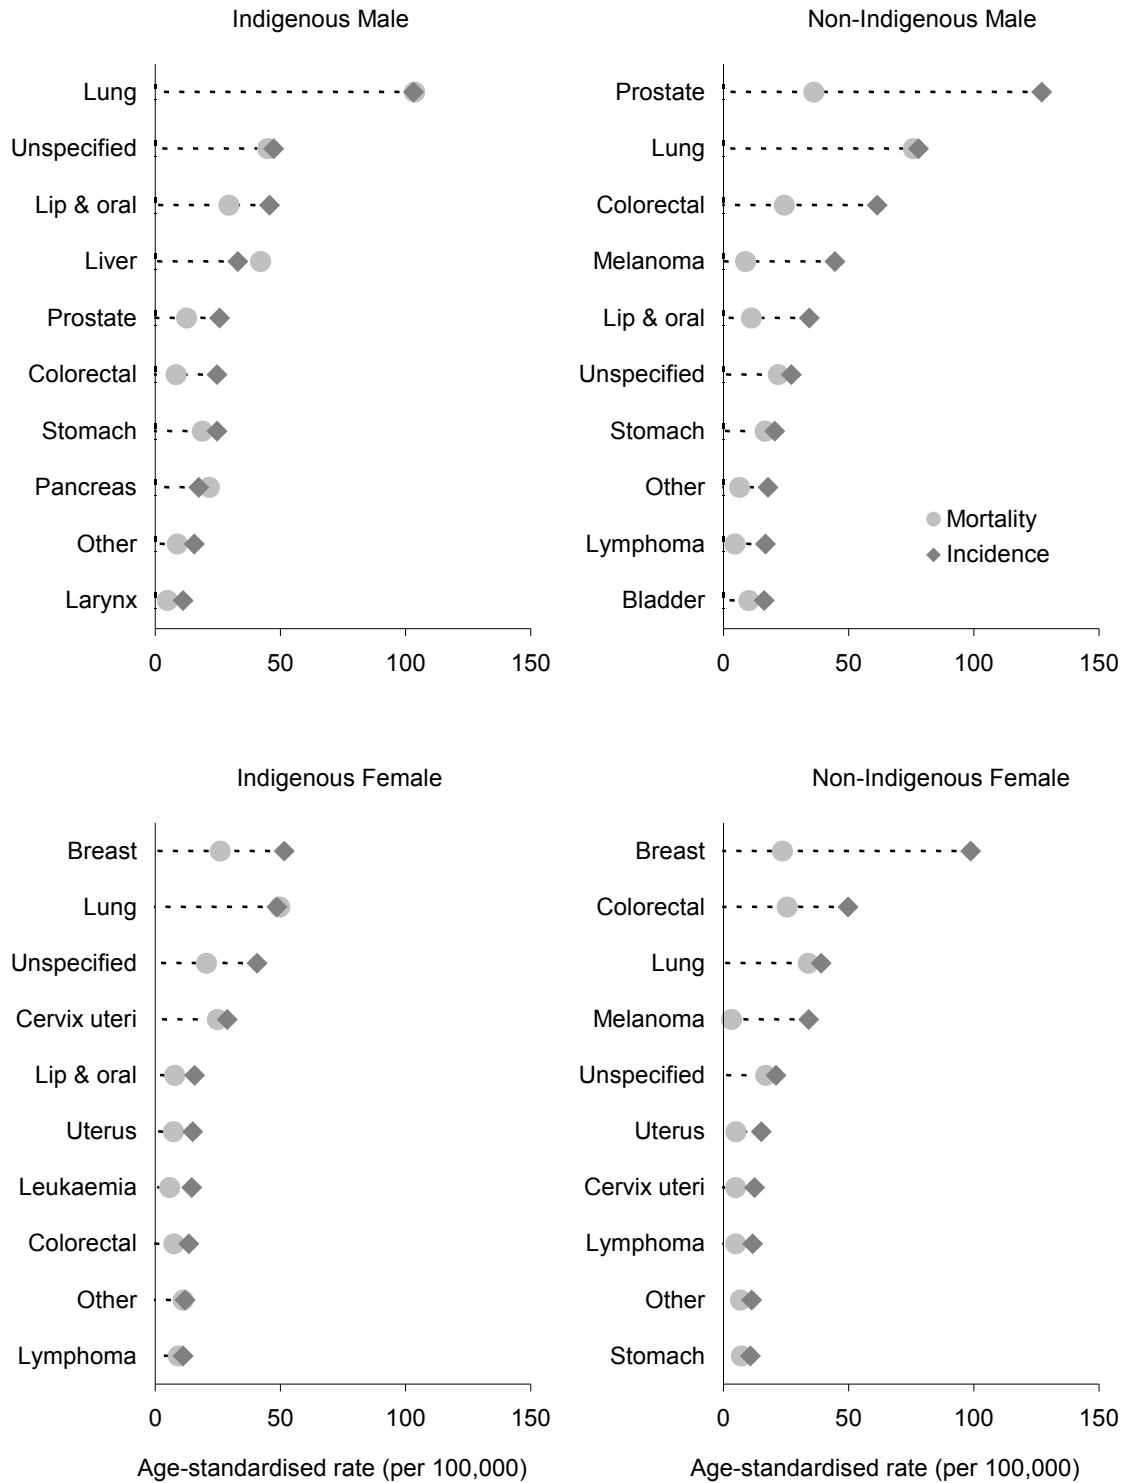 Indigenous Male
Lung
Unspecified
Lip & oral
Liver
Prostate
Colorectal
Stomach
Pancreas
Other
Larynx
0 50 100 150
Non-Indigenous Male
Prostate
Lung
Colorectal
Melanoma
Lip & oral
Unspecified
Stomach
Other
Lymphoma
Bladder
Mortality
Incidence
0 50 100 150
Indigenous Female
Breast
Lung
Unspecified
Cervix uteri
Lip & oral
Uterus
Leukaemia
Colorectal
Other
Lymphoma
0 50 100 150
Age-standardised rate (per 100,000)
Non-Indigenous Female
Breast
Colorectal
Lung
Melanoma
Unspecified
Uterus
Cervix uteri
Lymphoma
Other
Stomach
0 50 100 150
Age-standardised rate (per 100,000)